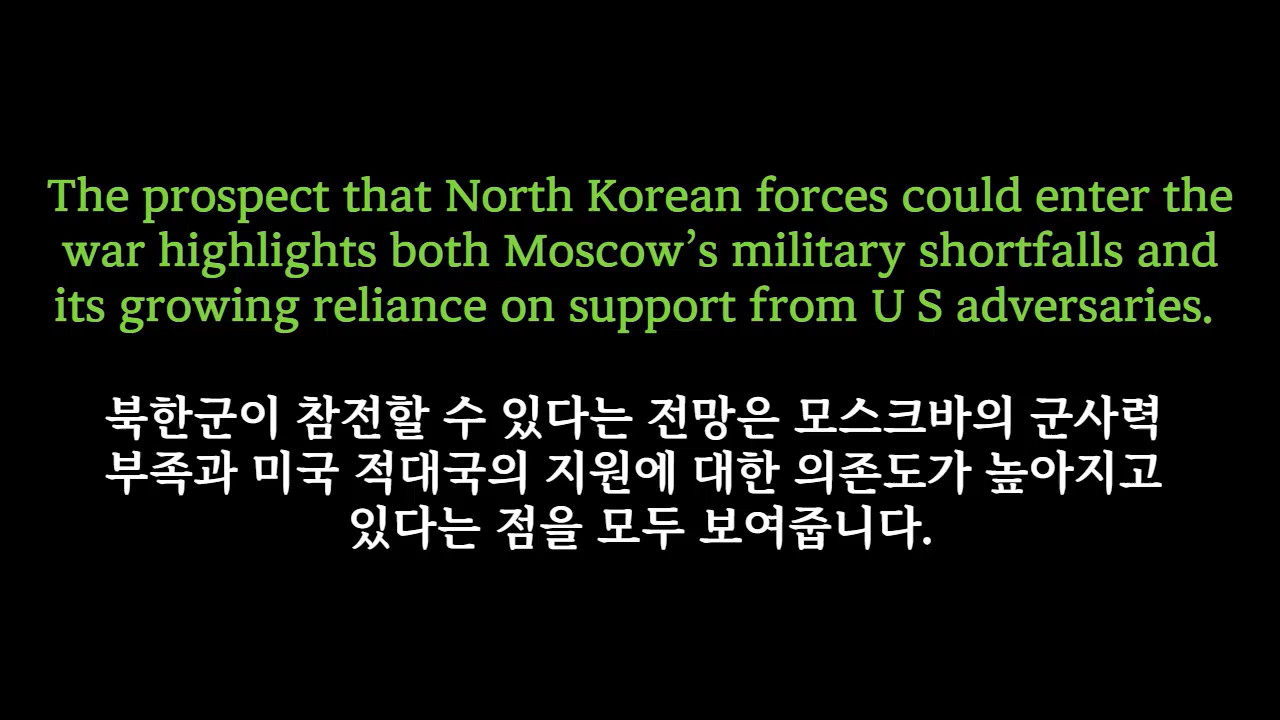 The prospect that North Korean forces could enter the
war highlights both Moscow’s military shortfalls and
its growing reliance on support from U S adversaries.
북한군이 참전할 수 있다는 전망은 모스크바의 군사력
부족과 미국 적대국의 지원에 대한 의존도가 높아지고
있다는 점을 모두 보여줍니다.